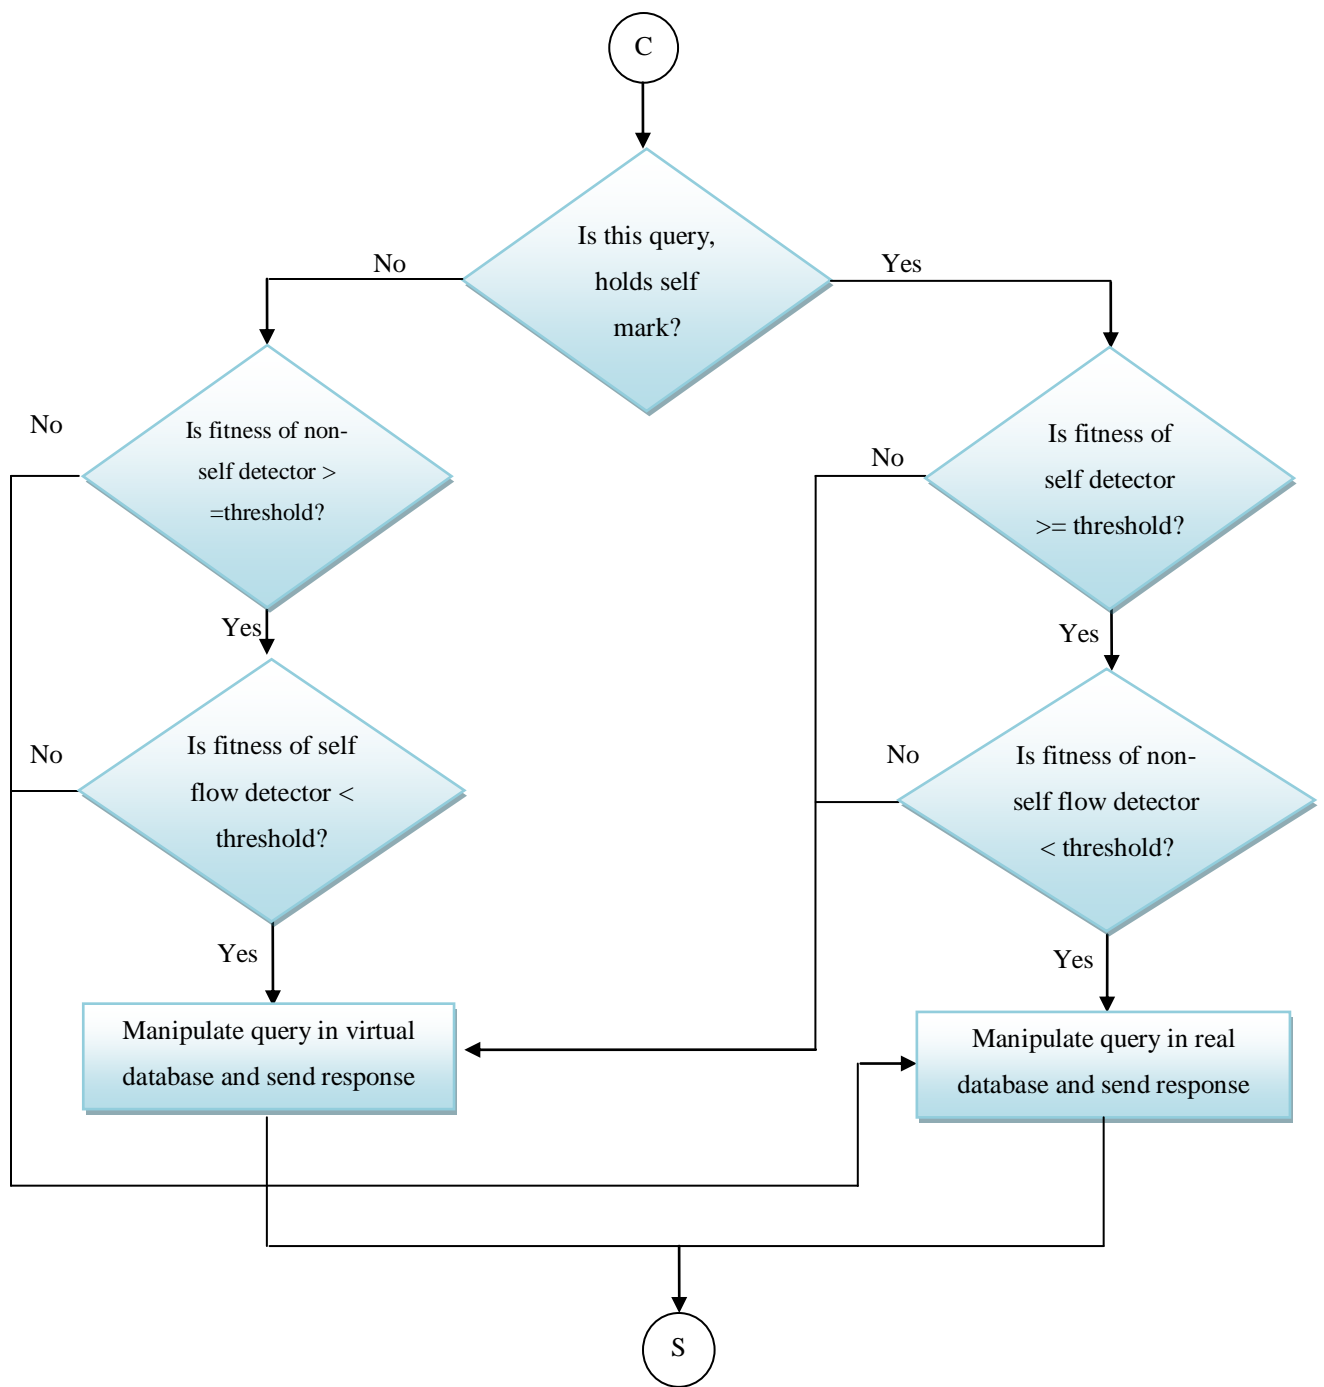 C
Is this query,
holds self
mark?
No
Yes
Is fitness of non-
self detector >
=threshold?
No
Yes
Is fitness of
self detector
>= threshold?
No
Yes
Is fitness of self
flow detector <
threshold?
No
Yes
Is fitness of non-
self flow detector
< threshold?
No
Yes
Manipulate query in virtual
database and send response
Manipulate query in real
database and send response
S